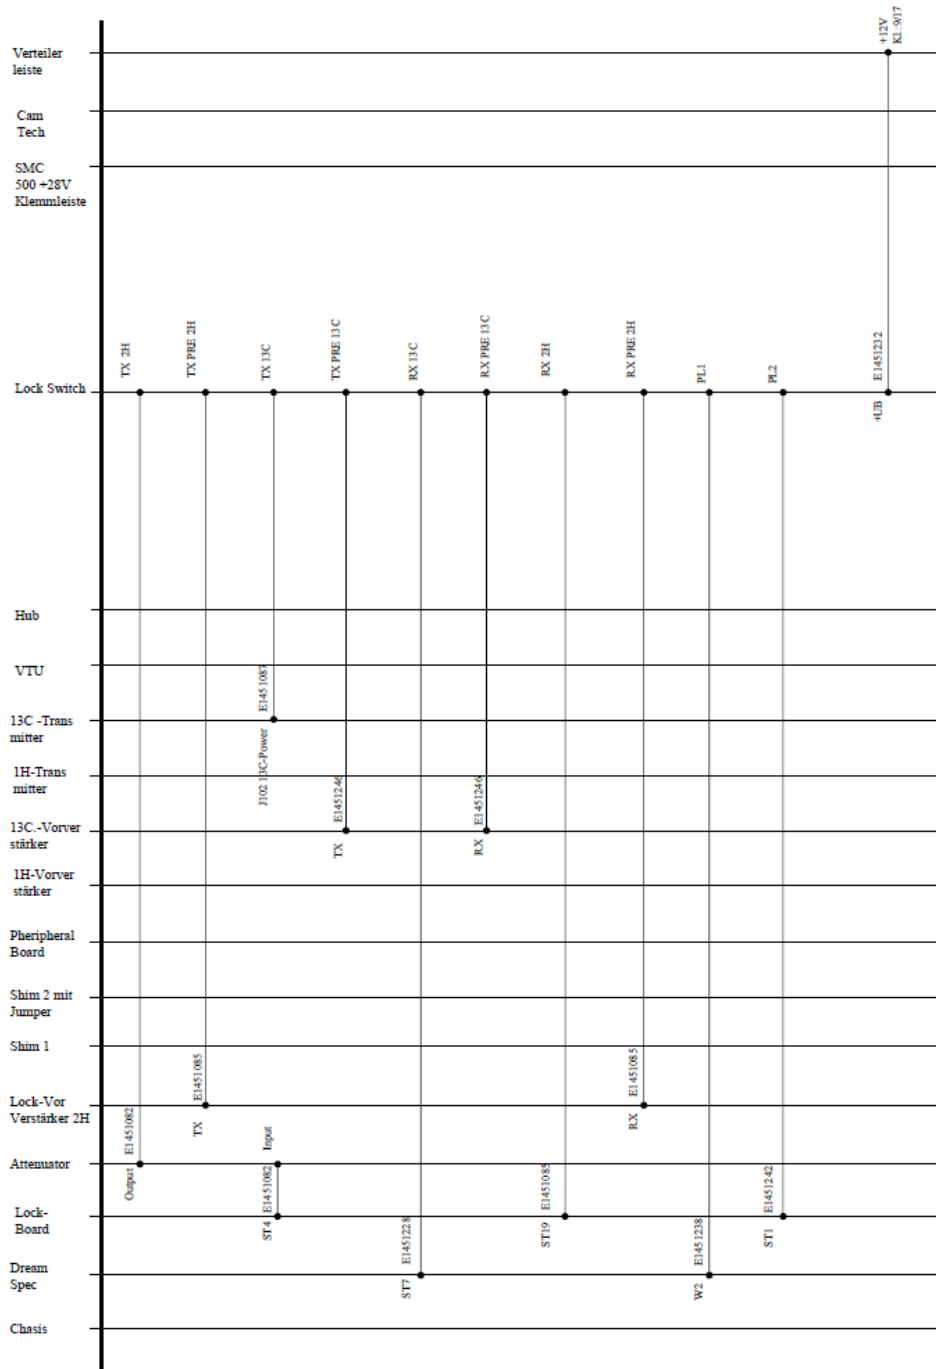 +12V
KL:9/17
Verteiler
leiste
Cam
Tech
SMC
500 +28V
Klemmleiste
TX 2H
TX PRE 2H
TX 13C
TX PRE 13C
RX 13C
RX PRE 13C
RX 2H
RX PRE 2H
PL1
PL2
E1451232
Lock Switch
+UB
Hub
VTU
E1451087
13C -Trans
mitter
J102 13C-Power
1H-Trans
mitter
E1451246
E1451246
13C.-Vorver
stärker
TX
RX
1H-Vorver
stärker
Pheripheral
Board
Shim 2 mit
Jumper
Shim 1
E1451085
E1451085
Lock-Vor
Verstärker 2H
TX
RX
E1451082
Input
Attenuator
Output
E1451082
E1451085
E1451242
Lock-
Board
ST4
ST19
ST1
E1451228
E1451238
Dream
Spec
ST7
W2
Chasis